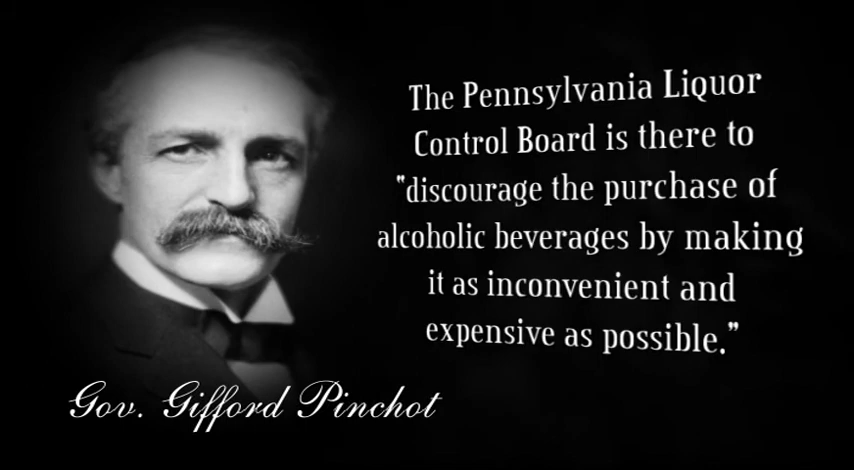 The Pennsylvania Liquor
Control Board is there to
"discourage the purchase of
alcoholic beverages by making
it as inconvenient and
expensive as possible."
Gov. Gifford Pinchot